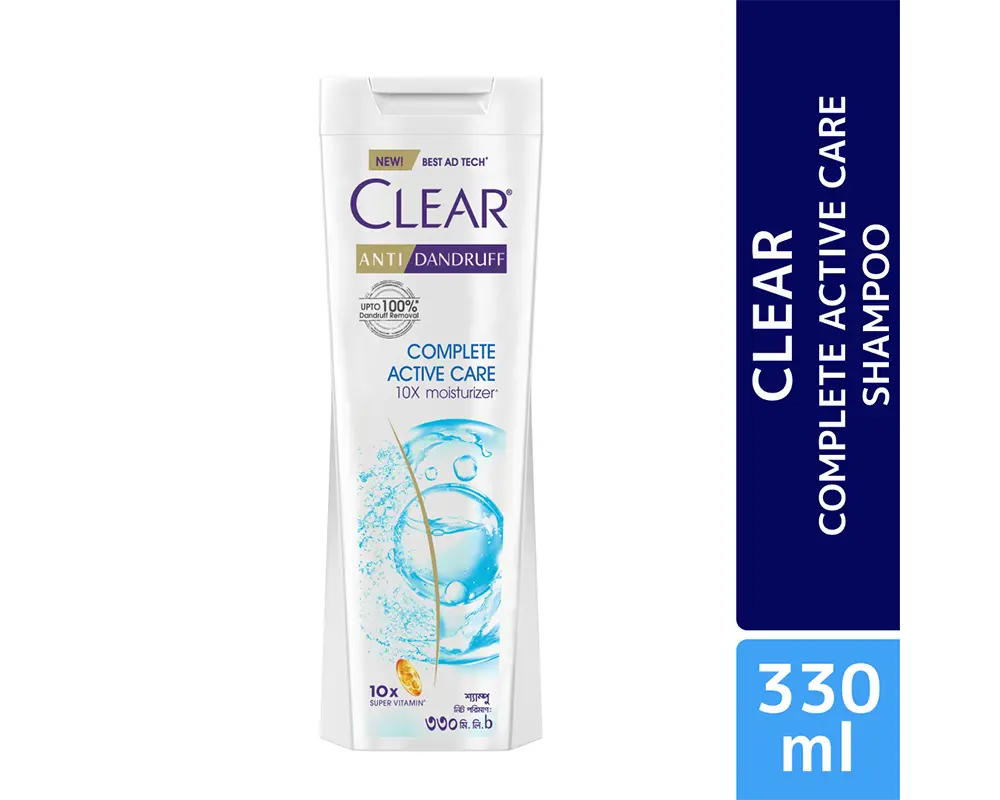 NEW! BEST AD TECH*
CLEAR®
ANTI DANDRUFF
UPTO 100%*
Dandruff Removal
COMPLETE
ACTIVE CARE
10X moisturizer*
10x
SUPER VITAMIN*
শ্যাম্পু
নিট পরিমাণ:
৩৩০ মি. লি. b
CLEAR
COMPLETE ACTIVE CARE
SHAMPOO
330
ml